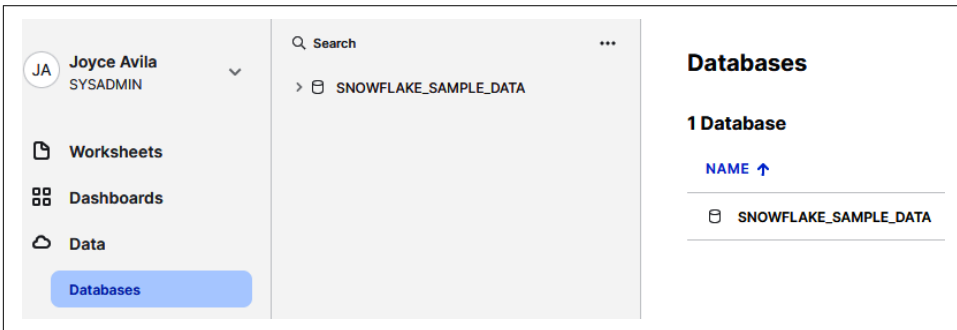 JA
Joyce Avila
SYSADMIN
Worksheets
Dashboards
Data
Databases
Search
...
SNOWFLAKE_SAMPLE_DATA
Databases
1 Database
NAME
SNOWFLAKE_SAMPLE_DATA